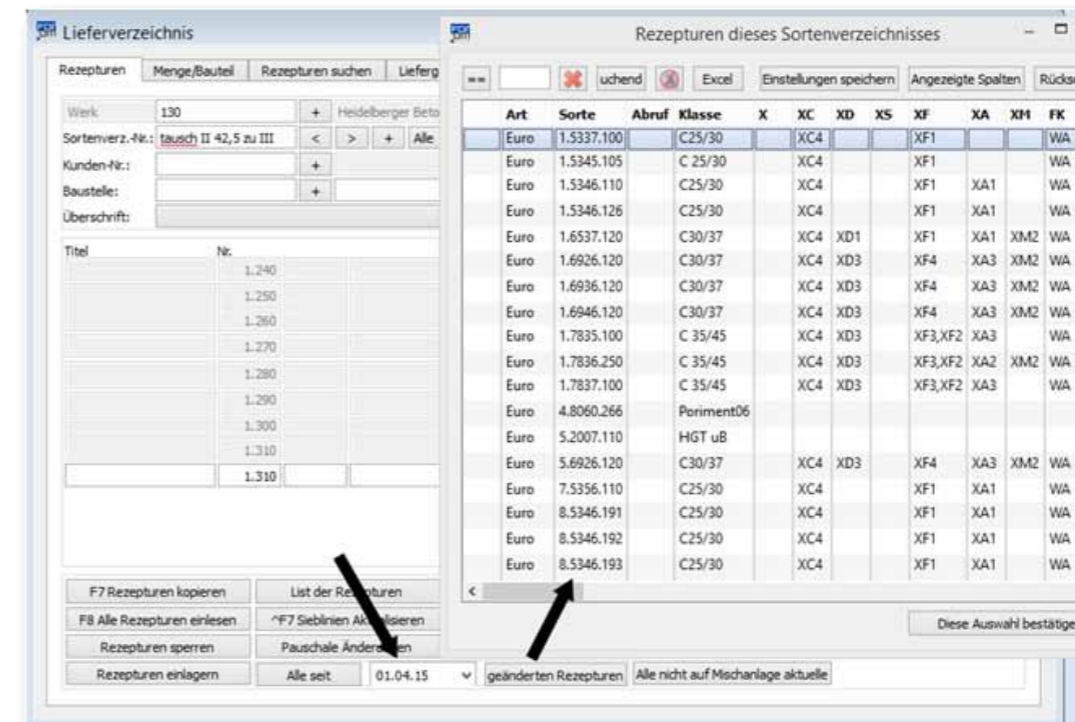 Lieferverzeichnis
Rezepturen Menge/Bauteil Rezepturen suchen Lieferg
Werk 130 + Heidelberger Beto
Sortenverz.-Nr.: tausch II 42,5 zu III < > + Alle
Kunden-Nr.: +
Baustelle: +
Überschrift:
Titel Nr.
1.240
1.250
1.260
1.270
1.280
1.290
1.300
1.310
1.310
F7 Rezepturen kopieren List der Rezepturen
F8 Alle Rezepturen einlesen ^F7 Sieblinien Aktualisieren
Rezepturen sperren Pauschale Änderungen
Rezepturen einlagern Alle seit 01.04.15 geänderten Rezepturen Alle nicht auf Mischanlage aktuelle
Rezepturen dieses Sortenverzeichnisses
== uchend Excel Einstellungen speichern Angezeigte Spalten Rückse
Art Sorte Abruf Klasse X XC XD XS XF XA XM FK
Euro 1.5337.100 C25/30 XC4 XF1 WA
Euro 1.5345.105 C 25/30 XC4 XF1 WA
Euro 1.5346.110 C25/30 XC4 XF1 XA1 WA
Euro 1.5346.126 C25/30 XC4 XF1 XA1 WA
Euro 1.6537.120 C30/37 XC4 XD1 XF1 XA1 XM2 WA
Euro 1.6926.120 C30/37 XC4 XD3 XF4 XA3 XM2 WA
Euro 1.6936.120 C30/37 XC4 XD3 XF4 XA3 XM2 WA
Euro 1.6946.120 C30/37 XC4 XD3 XF4 XA3 XM2 WA
Euro 1.7835.100 C 35/45 XC4 XD3 XF3,XF2 XA3 WA
Euro 1.7836.250 C 35/45 XC4 XD3 XF3,XF2 XA2 XM2 WA
Euro 1.7837.100 C 35/45 XC4 XD3 XF3,XF2 XA3 WA
Euro 4.8060.266 Poriment06
Euro 5.2007.110 HGT uB
Euro 5.6926.120 C30/37 XC4 XD3 XF4 XA3 XM2 WA
Euro 7.5356.110 C25/30 XC4 XF1 XA1 WA
Euro 8.5346.191 C25/30 XC4 XF1 XA1 WA
Euro 8.5346.192 C25/30 XC4 XF1 XA1 WA
Euro 8.5346.193 C25/30 XC4 XF1 XA1 WA
Diese Auswahl bestätige